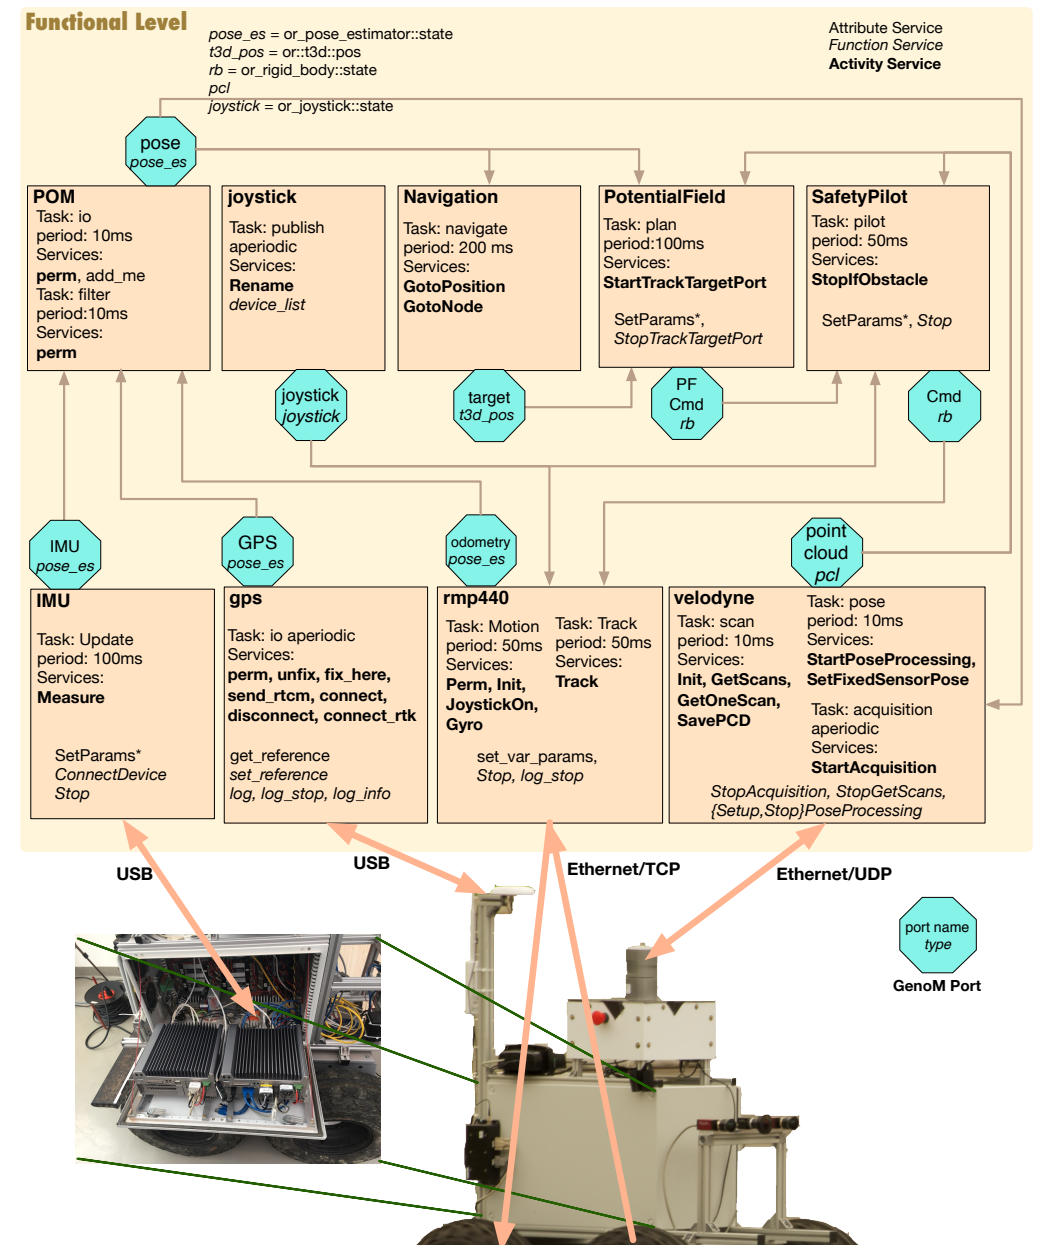 Functional Level
pose_es = or_pose_estimator::state
t3d_pos = or::t3d::pos
rb = or_rigid_body::state
pcl
joystick = or_joystick::state
Attribute Service
Function Service
Activity Service
pose
pose_es
POM
Task: io
period: 10ms
Services:
perm, add_me
Task: filter
period:10ms
Services:
perm
joystick
Task: publish
aperiodic
Services:
Rename
device_list
Navigation
Task: navigate
period: 200 ms
Services:
GotoPosition
GotoNode
PotentialField
Task: plan
period:100ms
Services:
StartTrackTargetPort
SetParams*,
StopTrackTargetPort
SafetyPilot
Task: pilot
period: 50ms
Services:
StopIfObstacle
SetParams*, Stop
joystick
joystick
target
t3d_pos
PF
Cmd
rb
Cmd
rb
IMU
pose_es
GPS
pose_es
odometry
pose_es
point
cloud
pcl
IMU
Task: Update
period: 100ms
Services:
Measure
SetParams*
ConnectDevice
Stop
gps
Task: io aperiodic
Services:
perm, unfix, fix_here,
send_rtcm, connect,
disconnect, connect_rtk
get_reference
set_reference
log, log_stop, log_info
rmp440
Task: Motion
period: 50ms
Services:
Perm, Init,
JoystickOn,
Gyro
Task: Track
period: 50ms
Services:
Track
set_var_params,
Stop, log_stop
velodyne
Task: scan
period: 10ms
Services:
Init, GetScans,
GetOneScan,
SavePCD
Task: pose
period: 10ms
Services:
StartPoseProcessing,
SetFixedSensorPose
Task: acquisition
aperiodic
Services:
StartAcquisition
StopAcquisition, StopGetScans,
{Setup,Stop}PoseProcessing
USB
USB
Ethernet/TCP
Ethernet/UDP
port name
type
GenoM Port